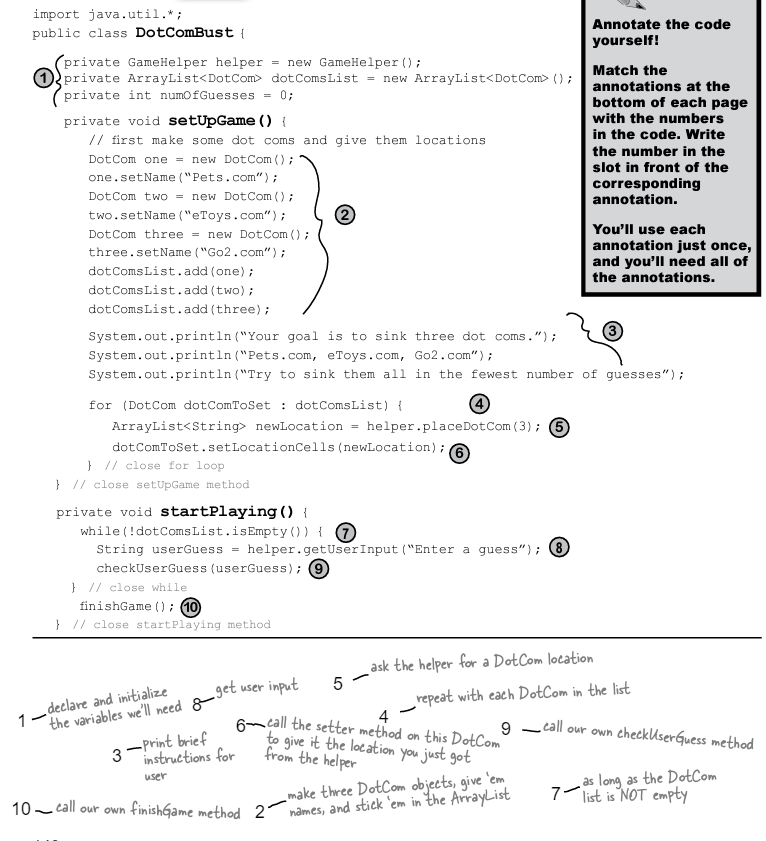 import java.util.*;
public class DotComBust {
private GameHelper helper = new GameHelper();
1 private ArrayList<DotCom> dotComsList = new ArrayList<DotCom>();
private int numOfGuesses = 0;
private void setUpGame() {
// first make some dot coms and give them locations
DotCom one = new DotCom();
one.setName(“Pets.com”);
DotCom two = new DotCom();
two.setName(“eToys.com”); 2
DotCom three = new DotCom();
three.setName(“Go2.com”);
dotComsList.add(one);
dotComsList.add(two);
dotComsList.add(three);
System.out.println(“Your goal is to sink three dot coms.”); 3
System.out.println(“Pets.com, eToys.com, Go2.com”);
System.out.println(“Try to sink them all in the fewest number of guesses”);
for (DotCom dotComToSet : dotComsList) { 4
ArrayList<String> newLocation = helper.placeDotCom(3); 5
dotComToSet.setLocationCells(newLocation); 6
} // close for loop
} // close setUpGame method
private void startPlaying() {
while(!dotComsList.isEmpty()) { 7
String userGuess = helper.getUserInput(“Enter a guess”); 8
checkUserGuess(userGuess); 9
} // close while
finishGame(); 10
} // close startPlaying method
Annotate the code
yourself!
Match the
annotations at the
bottom of each page
with the numbers
in the code. Write
the number in the
slot in front of the
corresponding
annotation.
You’ll use each
annotation just once,
and you’ll need all of
the annotations.
1 declare and initialize
the variables we’ll need
8 get user input
5 ask the helper for a DotCom location
4 repeat with each DotCom in the list
3 print brief
instructions for
user
6 call the setter method on this DotCom
to give it the location you just got
from the helper
9 call our own checkUserGuess method
10 call our own finishGame method
2 make three DotCom objects, give ’em
names, and stick ’em in the ArrayList
7 as long as the DotCom
list is NOT empty